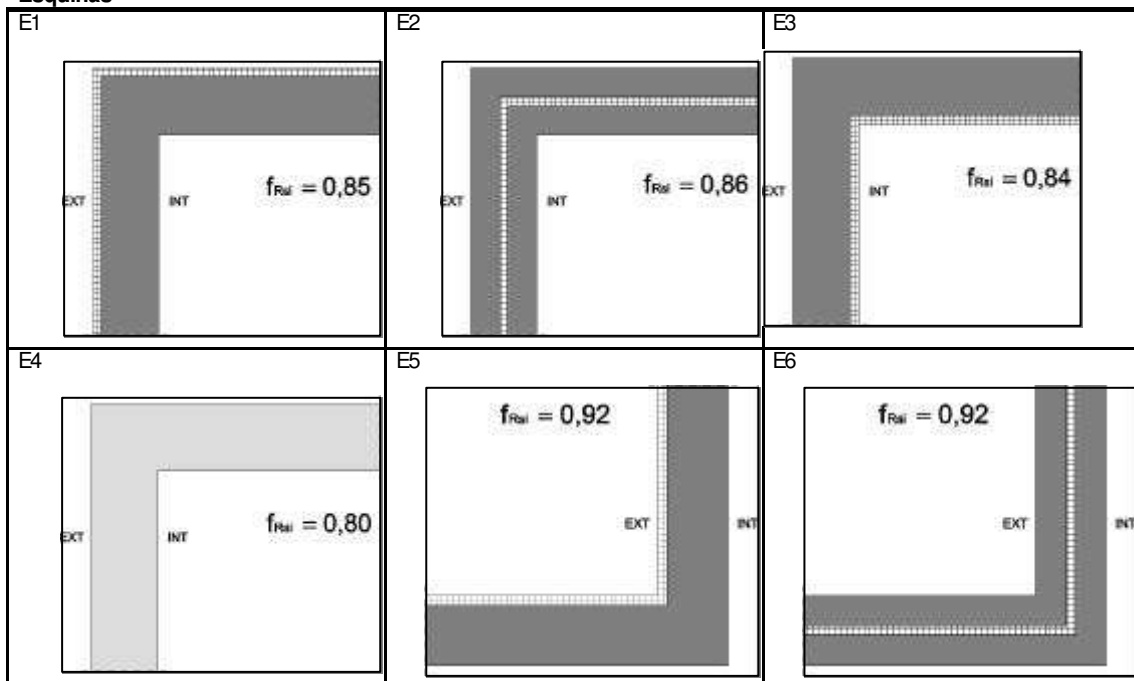 Esquinas
E1
E2
E3
fRsi = 0,85
EXT
INT
fRsi = 0,86
EXT
INT
fRsi = 0,84
EXT
INT
E4
E5
E6
fRsi = 0,80
EXT
INT
fRsi = 0,92
EXT
INT
fRsi = 0,92
EXT
INT